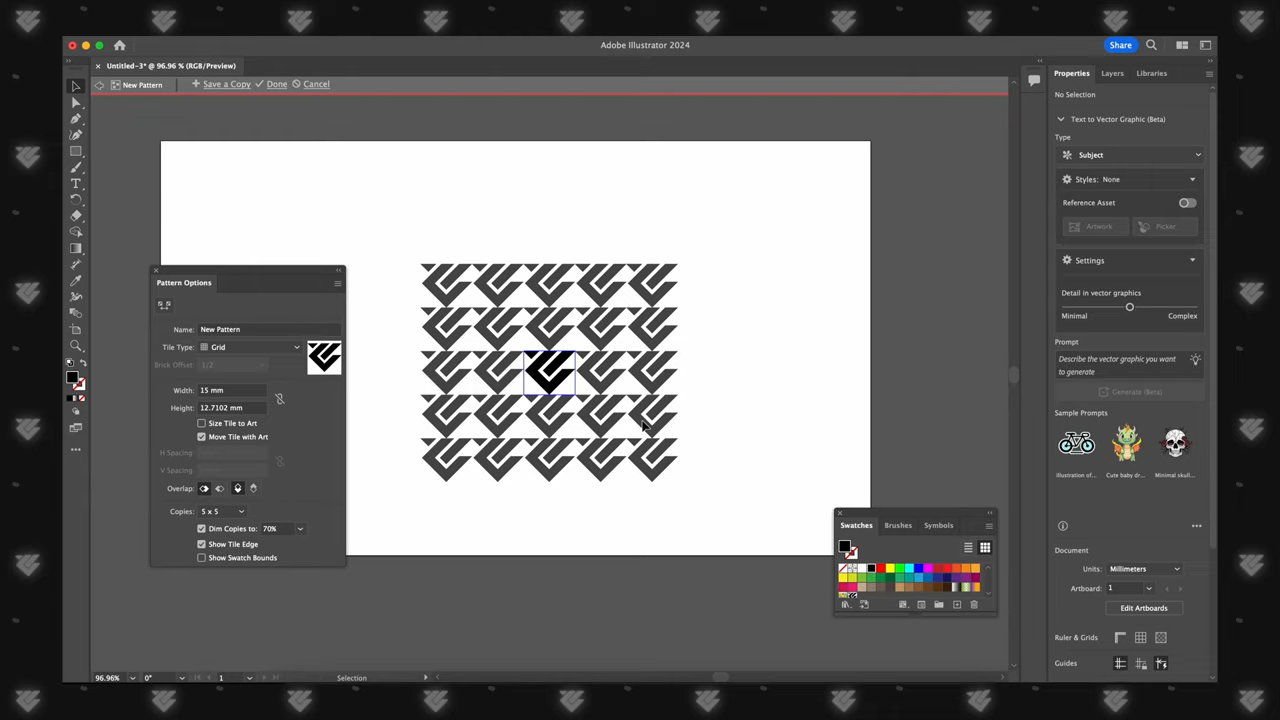 Adobe Illustrator 2024
Share
Untitled-3* @ 96.96 % (RGB/Preview)
New Pattern
Save a Copy
Done
Cancel
Pattern Options
Name: New Pattern
Tile Type: Grid
Brick Offset: 1/2
Width: 15 mm
Height: 12.7102 mm
Size Tile to Art
Move Tile with Art
H Spacing:
V Spacing:
Overlap:
Copies: 5 x 5
Dim Copies to: 70%
Show Tile Edge
Show Swatch Bounds
Swatches Brushes Symbols
Properties Layers Libraries
No Selection
Text to Vector Graphic (Beta)
Type
Subject
Styles: None
Reference Asset
Artwork Picker
Settings
Detail in vector graphics
Minimal Complex
Prompt
Describe the vector graphic you want
to generate
Generate (Beta)
Sample Prompts
Illustration of... Cute baby dr... Minimal skull...
Document
Units: Millimeters
Artboard: 1
Edit Artboards
Ruler & Grids
Guides
96.96% 0° 1 Selection